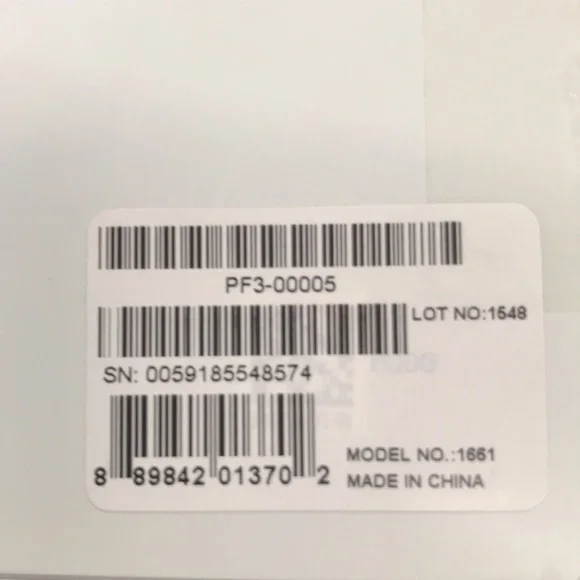 PF3-00005
LOT NO:1548
SN: 0059185548574
8 89842 01370 2
MODEL NO.:1661
MADE IN CHINA